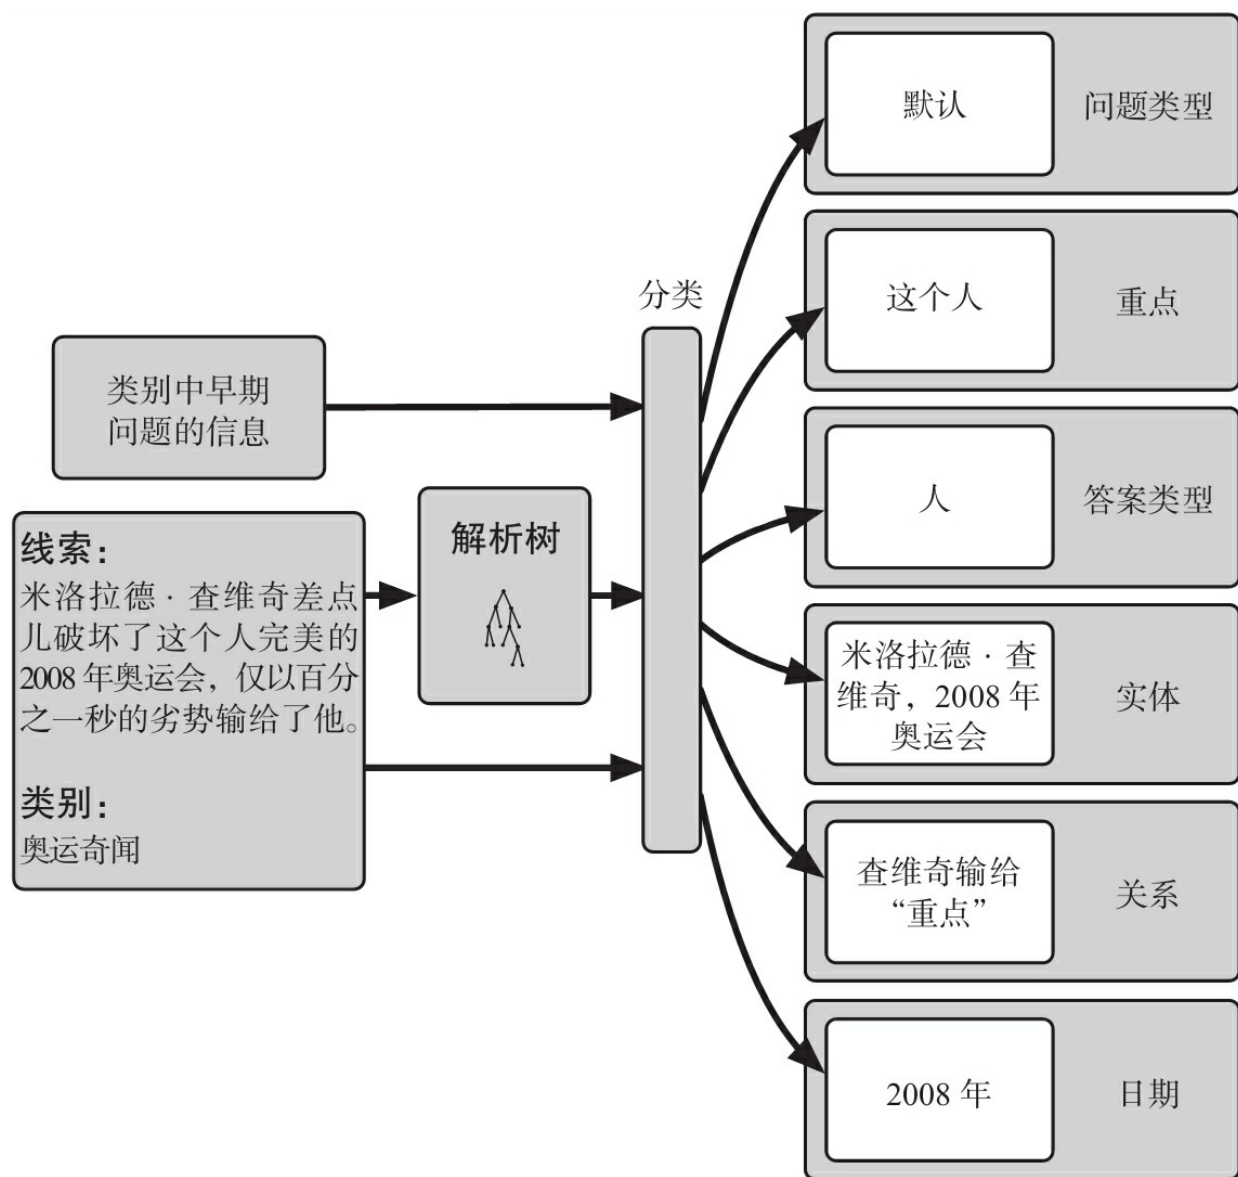 默认
问题类型
这个人
重点
分类
类别中早期
问题的信息
人
答案类型
线索：
米洛拉德·查维奇差点
儿破坏了这个人完美的
2008 年奥运会，仅以百分
之一秒的劣势输给了他。
类别：
奥运奇闻
解析树
米洛拉德·查
维奇，2008 年
奥运会
实体
查维奇输给
“重点”
关系
2008 年
日期